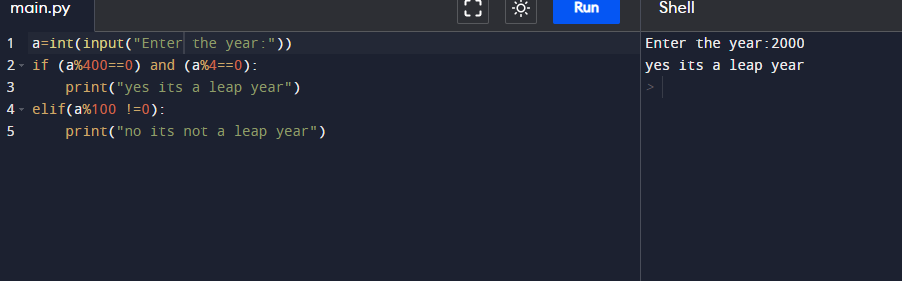 main.py
Run
Shell
1 a=int(input("Enter the year:"))
2 if (a%400==0) and (a%4==0):
3     print("yes its a leap year")
4 elif(a%100 !=0):
5     print("no its not a leap year")
Enter the year:2000
yes its a leap year
>